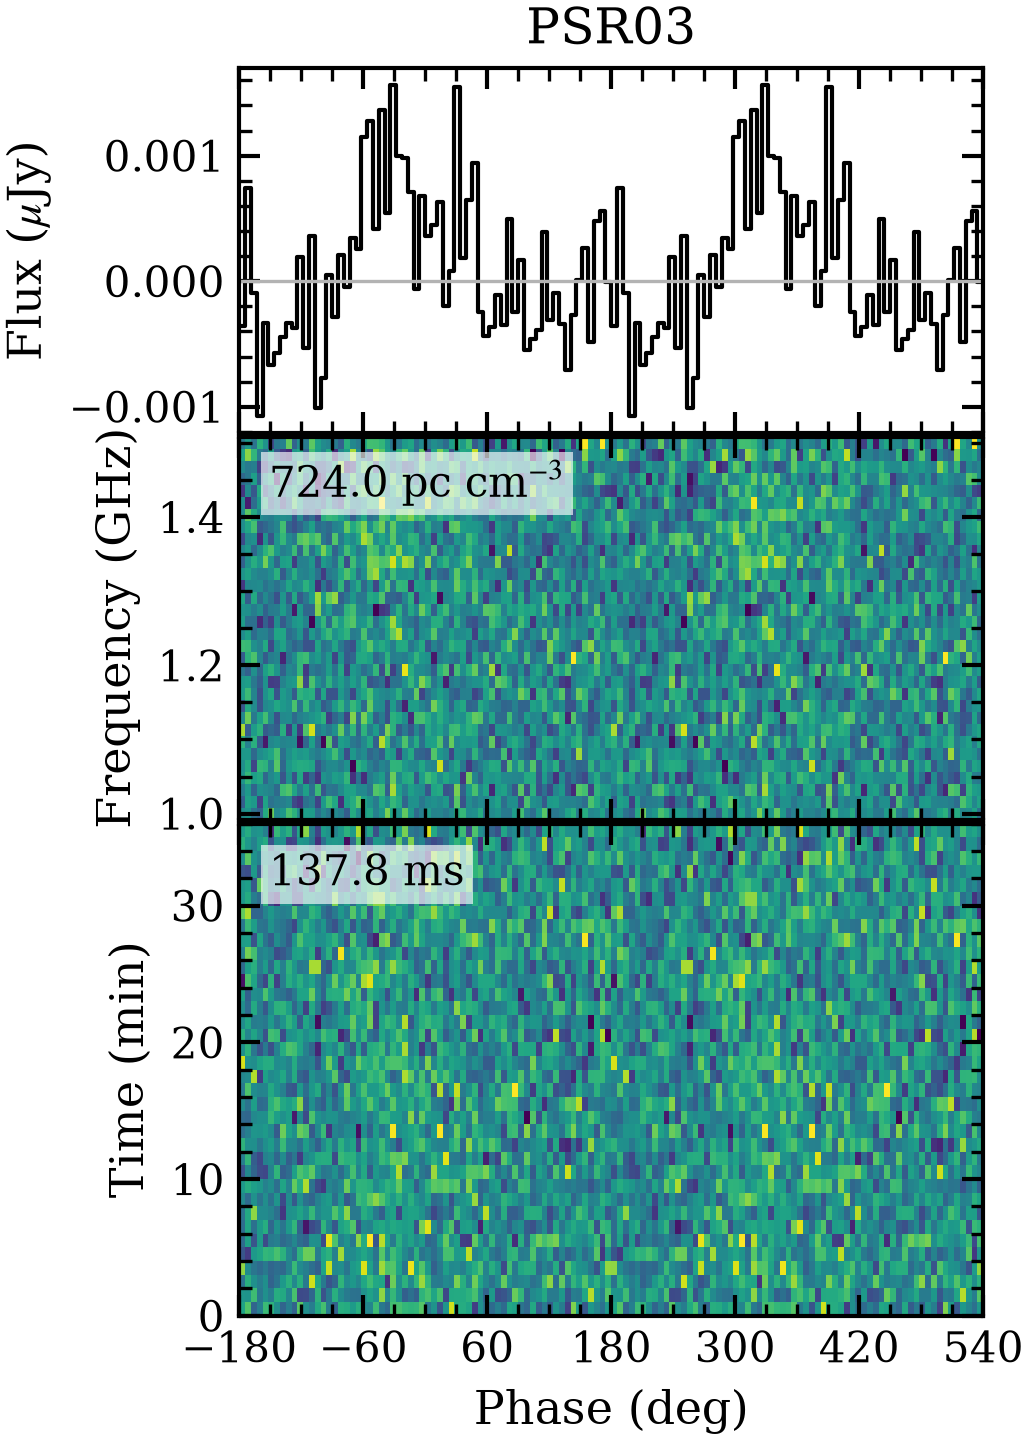 PSR03
Flux (μJy)
0.001
0.000
−0.001
Frequency (GHz)
724.0 pc cm⁻³
1.4
1.2
1.0
Time (min)
137.8 ms
30
20
10
0
−180 −60 60 180 300 420 540
Phase (deg)